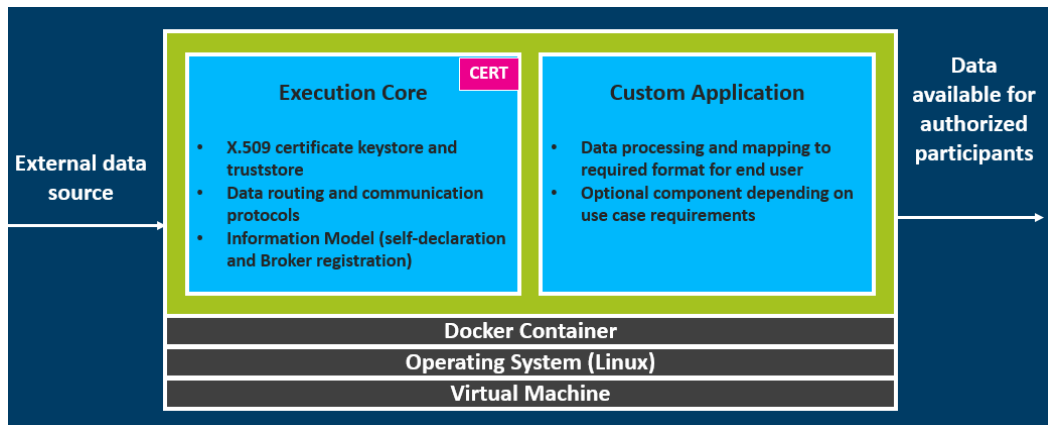 External data
source
CERT
Execution Core
• X.509 certificate keystore and
truststore
• Data routing and communication
protocols
• Information Model (self-declaration
and Broker registration)
Custom Application
• Data processing and mapping to
required format for end user
• Optional component depending on
use case requirements
Data
available for
authorized
participants
Docker Container
Operating System (Linux)
Virtual Machine